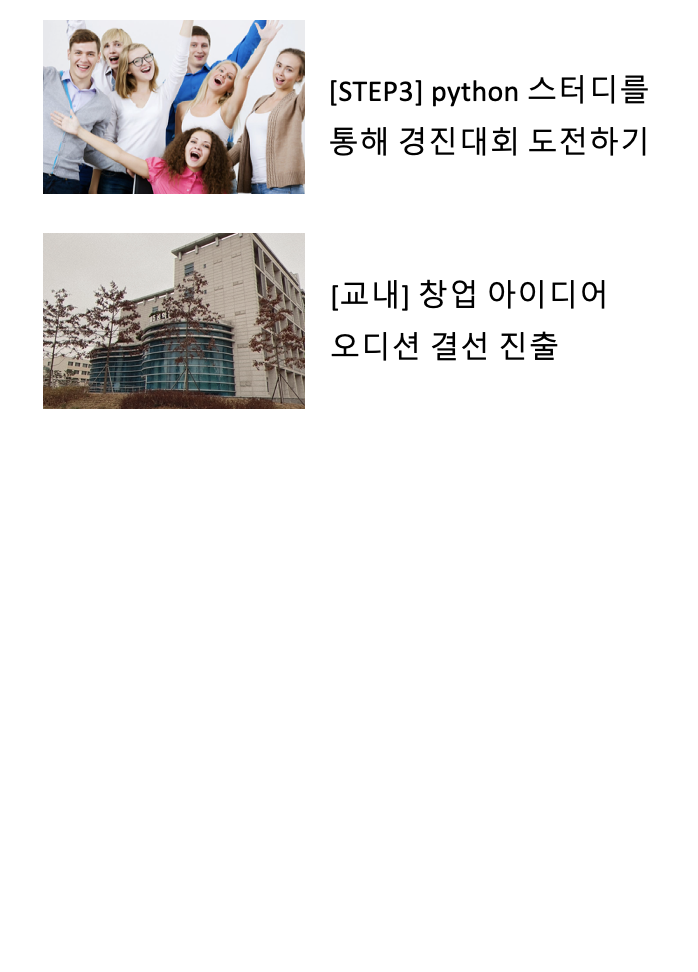 [STEP3] python 스터디를
통해 경진대회 도전하기
[교내] 창업 아이디어
오디션 결선 진출